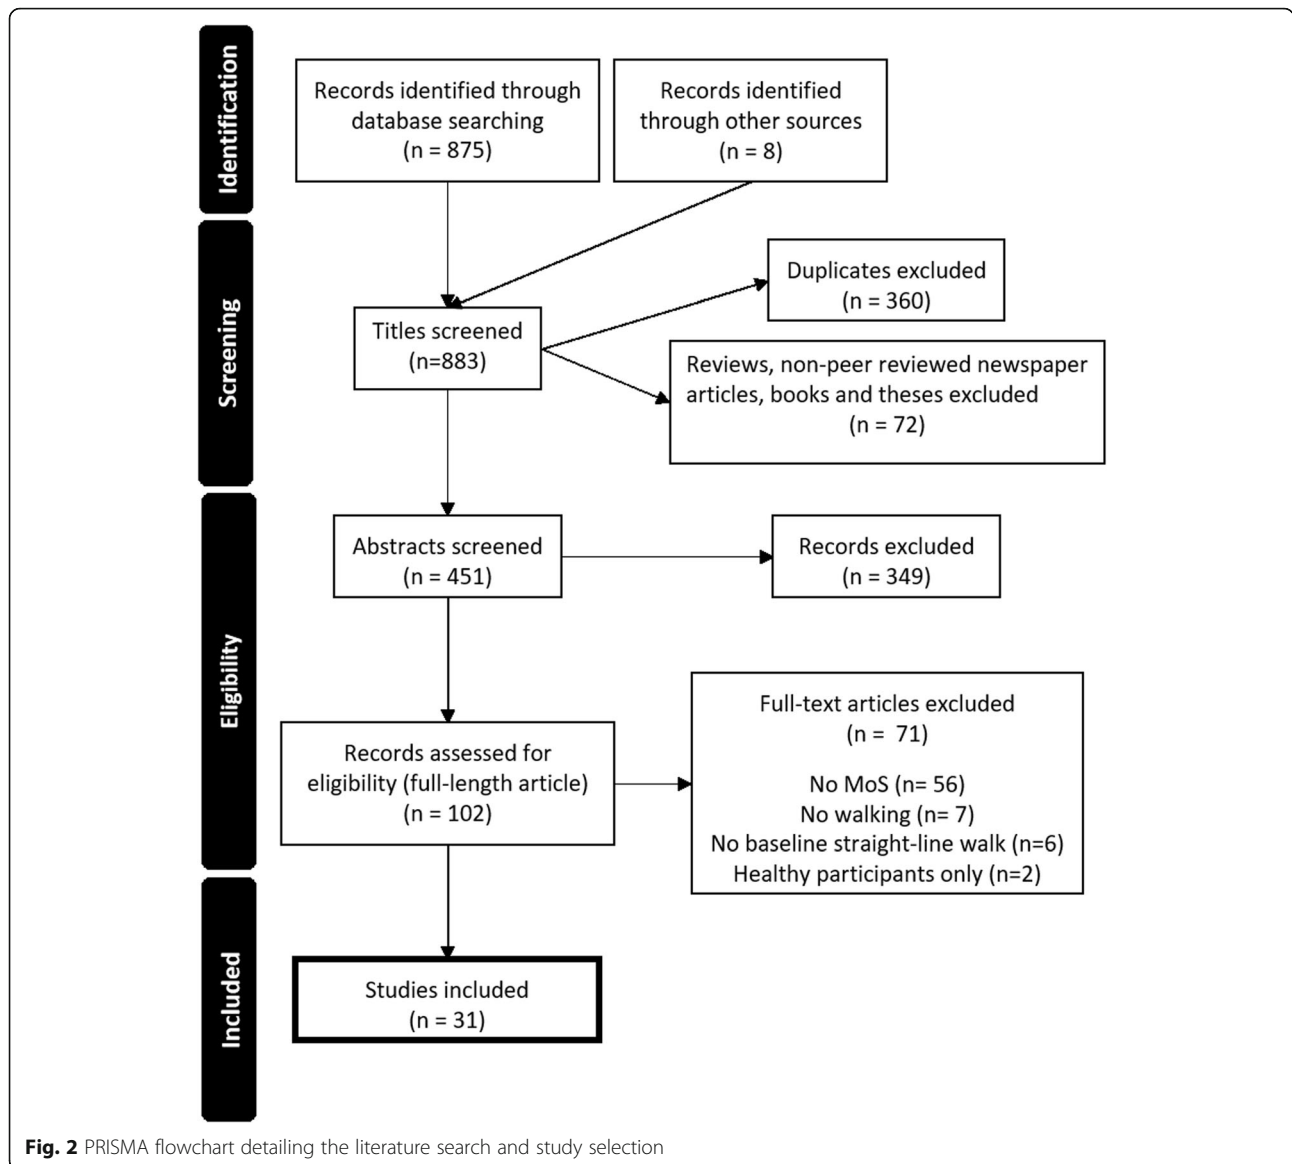 Identification
Records identified through
database searching
(n = 875)
Records identified
through other sources
(n = 8)
Screening
Duplicates excluded
(n = 360)
Titles screened
(n=883)
Reviews, non-peer reviewed newspaper
articles, books and theses excluded
(n = 72)
Eligibility
Abstracts screened
(n = 451)
Records excluded
(n = 349)
Records assessed for
eligibility (full-length article)
(n = 102)
Full-text articles excluded
(n =  71)
No MoS (n= 56)
No walking (n= 7)
No baseline straight-line walk (n=6)
Healthy participants only (n=2)
Included
Studies included
(n = 31)
Fig. 2 PRISMA flowchart detailing the literature search and study selection